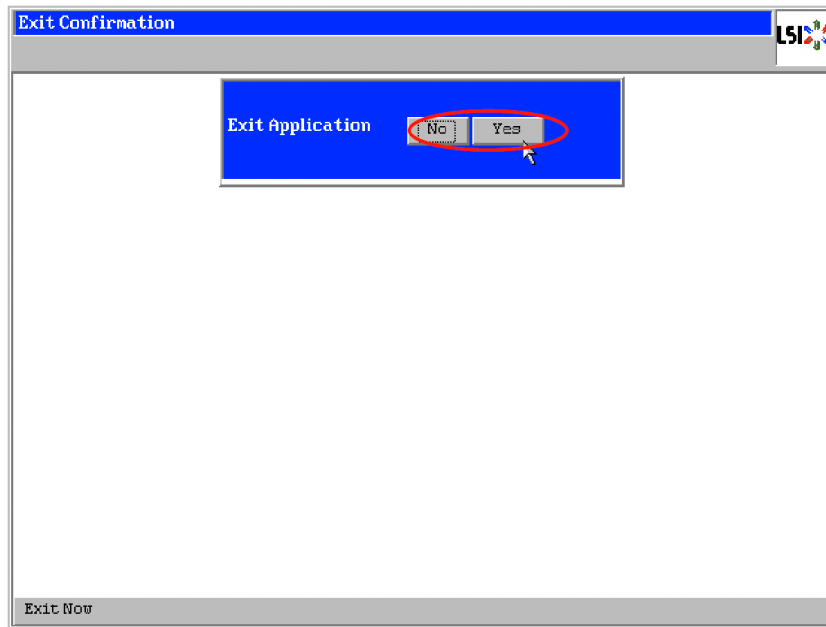 Exit Confirmation
LSI
Exit Application
No
Yes
Exit Now